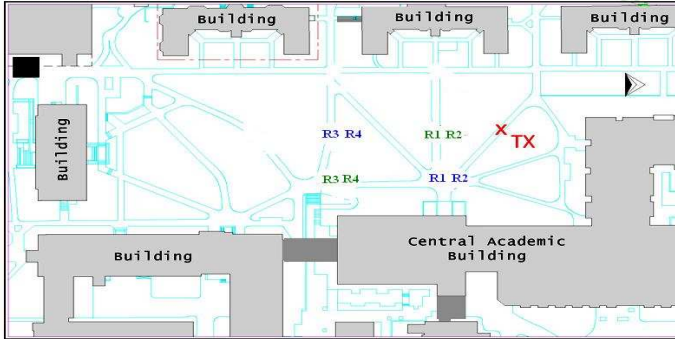 Building
Building
Building
Building
R3 R4
R1 R2
X
TX
R3 R4
R1 R2
Building
Central Academic
Building